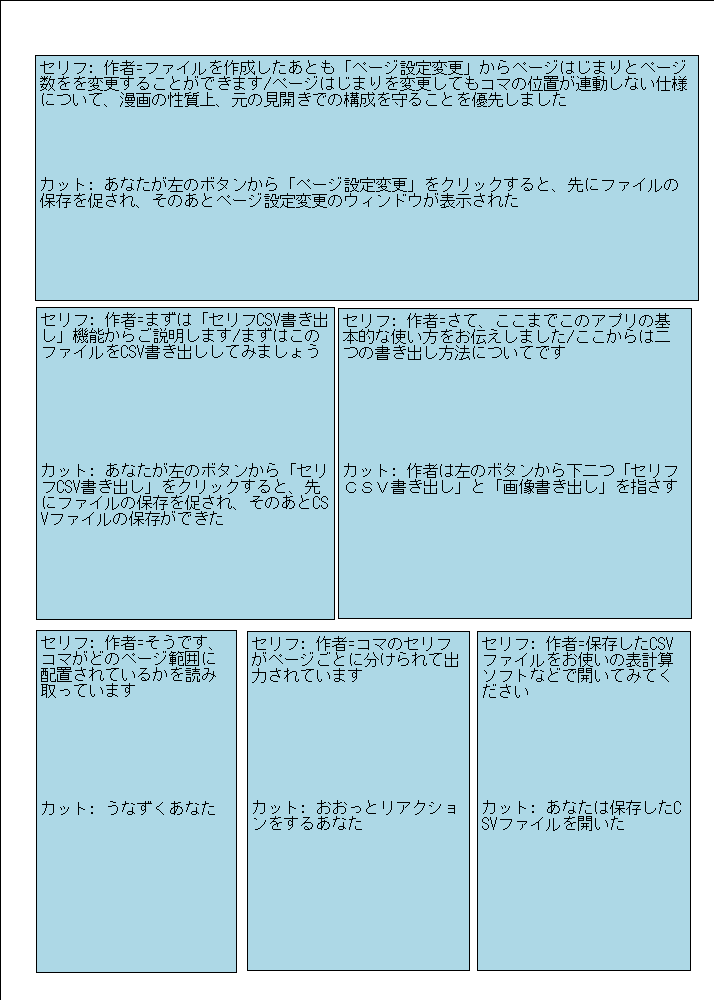 セリフ: 作者=ファイルを作成したあとも「ページ設定変更」からページはじまりとページ
数をを変更することができます/ページはじまりを変更してもコマの位置が連動しない仕様
について、漫画の性質上、元の見開きでの構成を守ることを優先しました
カット: あなたが左のボタンから「ページ設定変更」をクリックすると、先にファイルの
保存を促され、そのあとページ設定変更のウィンドウが表示された
セリフ: 作者=さて、ここまでこのアプリの基
本的な使い方をお伝えしました/ここからは二
つの書き出し方法についてです
カット: 作者は左のボタンから下二つ「セリフ
ＣＳＶ書き出し」と「画像書き出し」を指さす
セリフ: 作者=まずは「セリフCSV書き出
し」機能からご説明します/まずはこの
ファイルをCSV書き出ししてみましょう
カット: あなたが左のボタンから「セリ
フCSV書き出し」をクリックすると、先
にファイルの保存を促され、そのあとCS
Vファイルの保存ができた
セリフ: 作者=保存したCSV
ファイルをお使いの表計算
ソフトなどで開いてみてく
ださい
カット: あなたは保存したC
SVファイルを開いた
セリフ: 作者=コマのセリフ
がページごとに分けられて出
力されています
カット: おおっとリアクショ
ンをするあなた
セリフ: 作者=そうです、
コマがどのページ範囲に
配置されているかを読み
取っています
カット: うなずくあなた